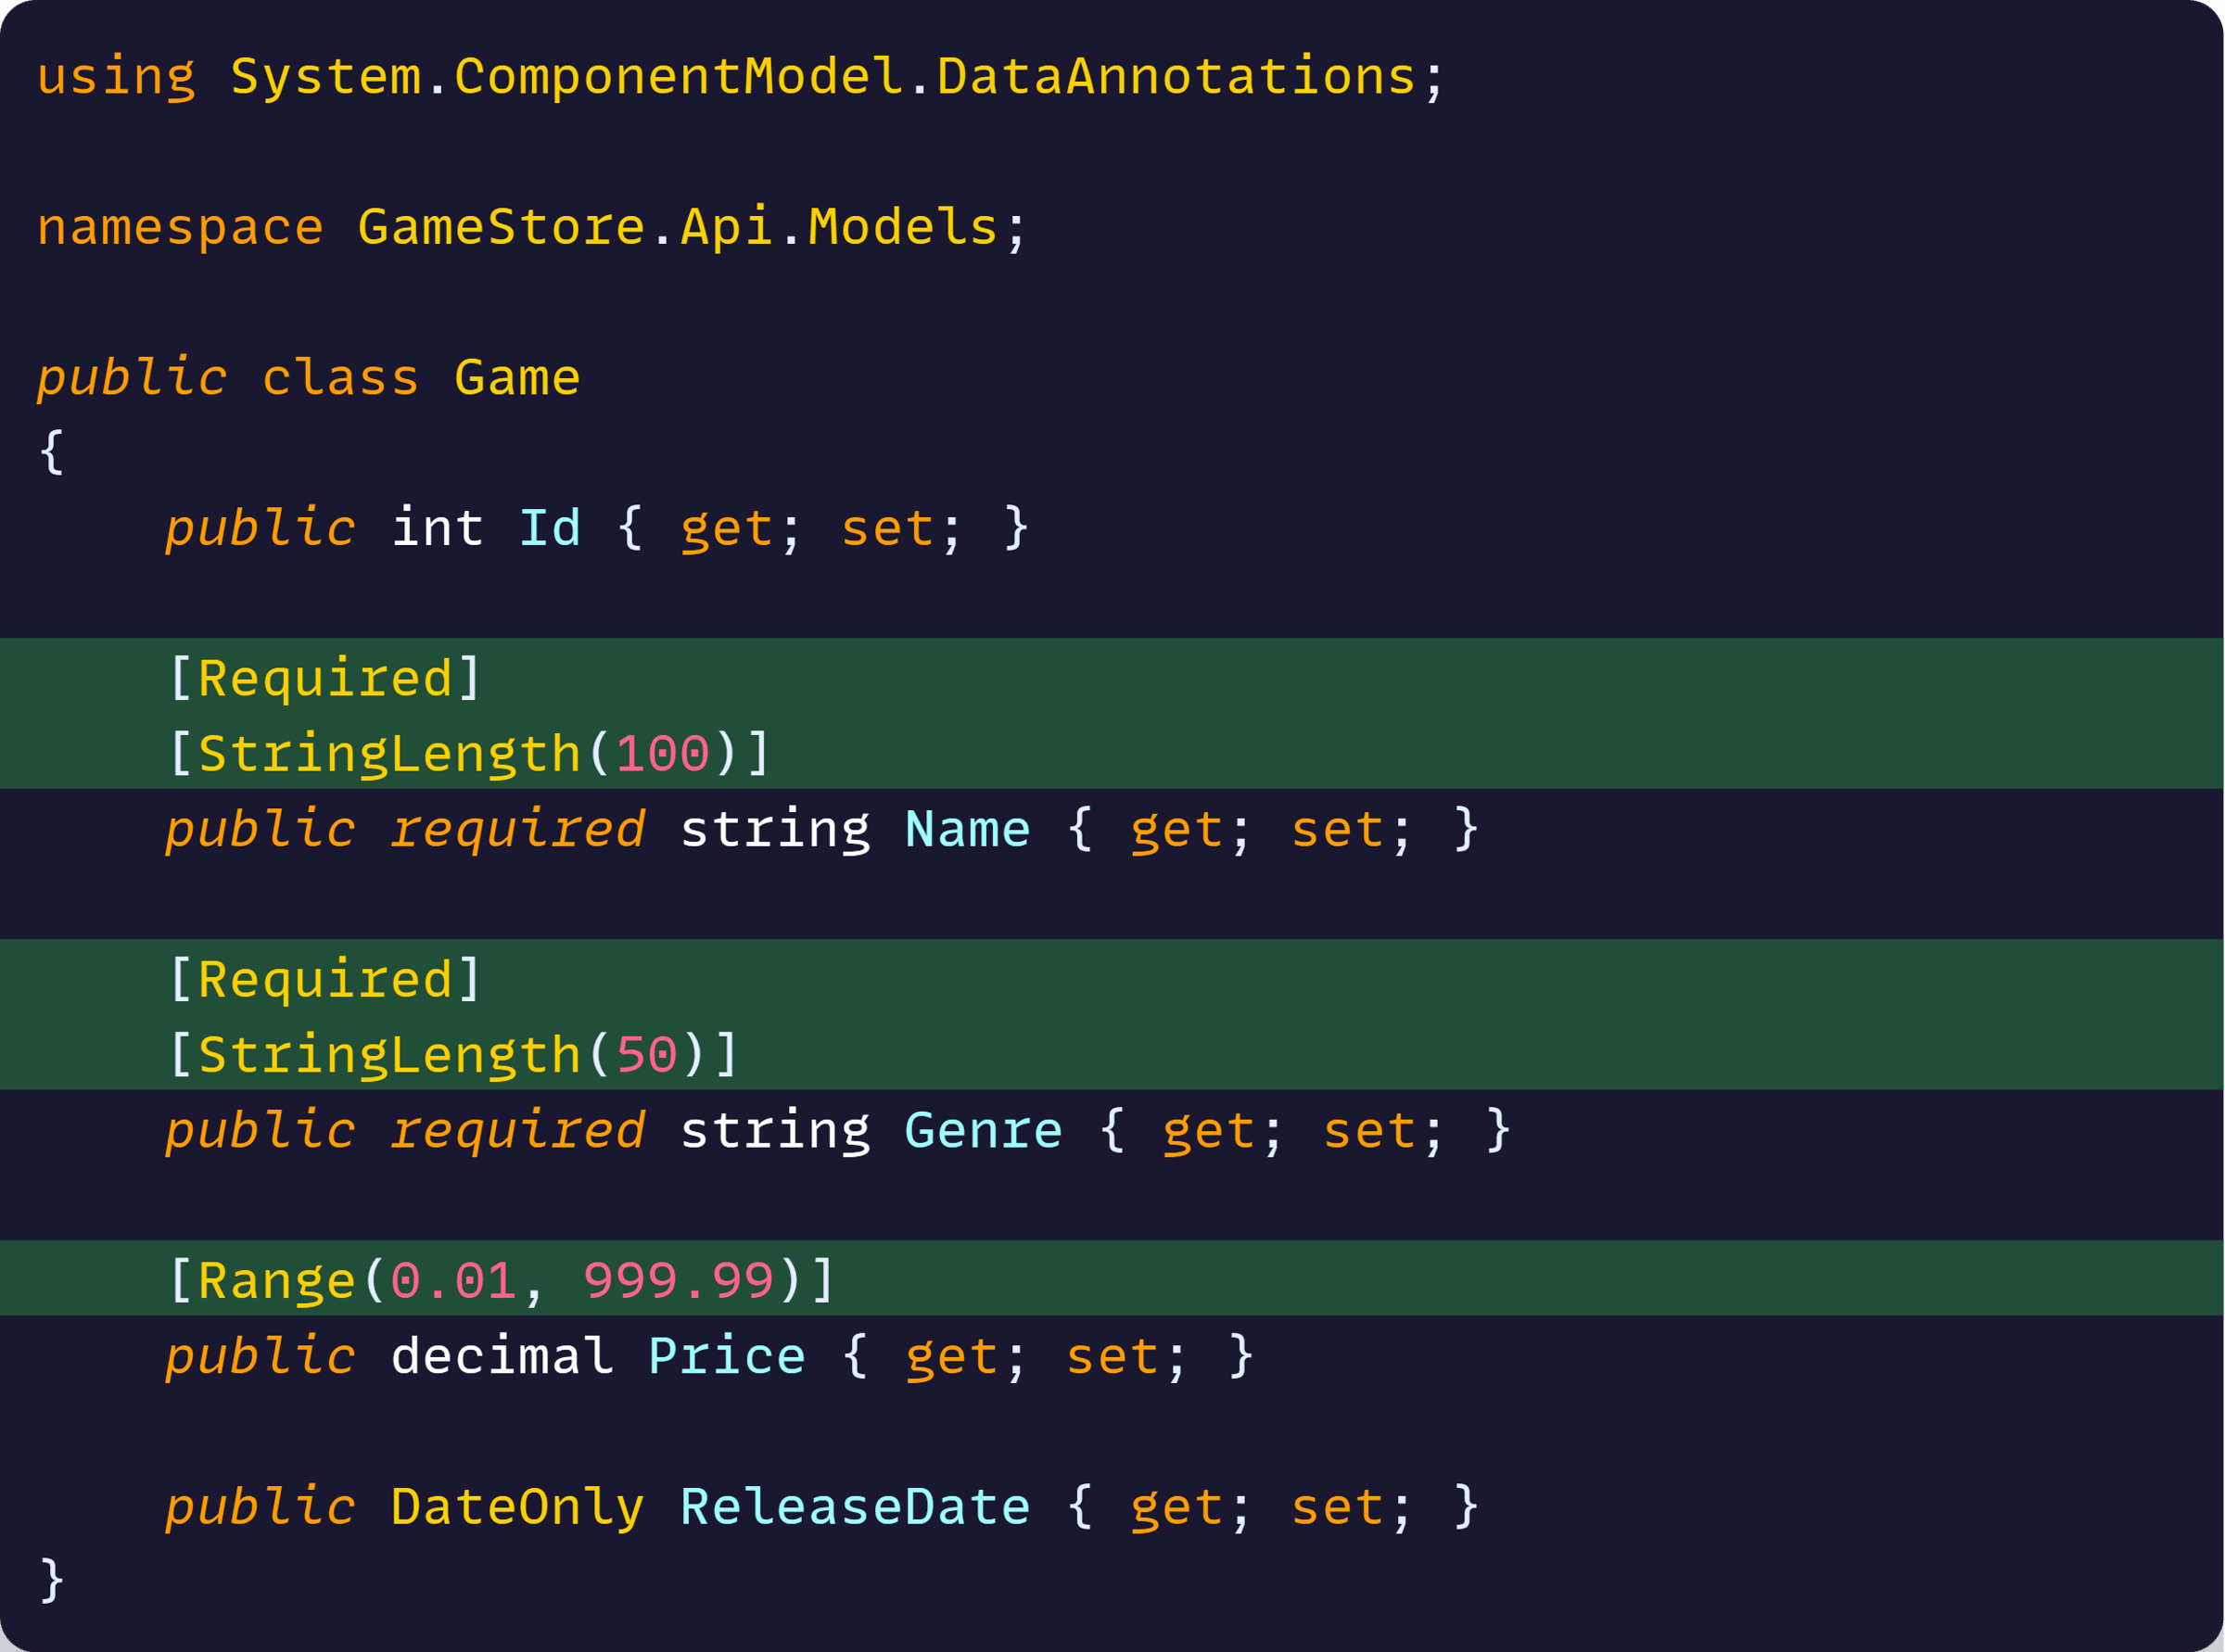 using System.ComponentModel.DataAnnotations;
namespace GameStore.Api.Models;
public class Game
{
    public int Id { get; set; }
    [Required]
    [StringLength(100)]
    public required string Name { get; set; }
    [Required]
    [StringLength(50)]
    public required string Genre { get; set; }
    [Range(0.01, 999.99)]
    public decimal Price { get; set; }
    public DateOnly ReleaseDate { get; set; }
}